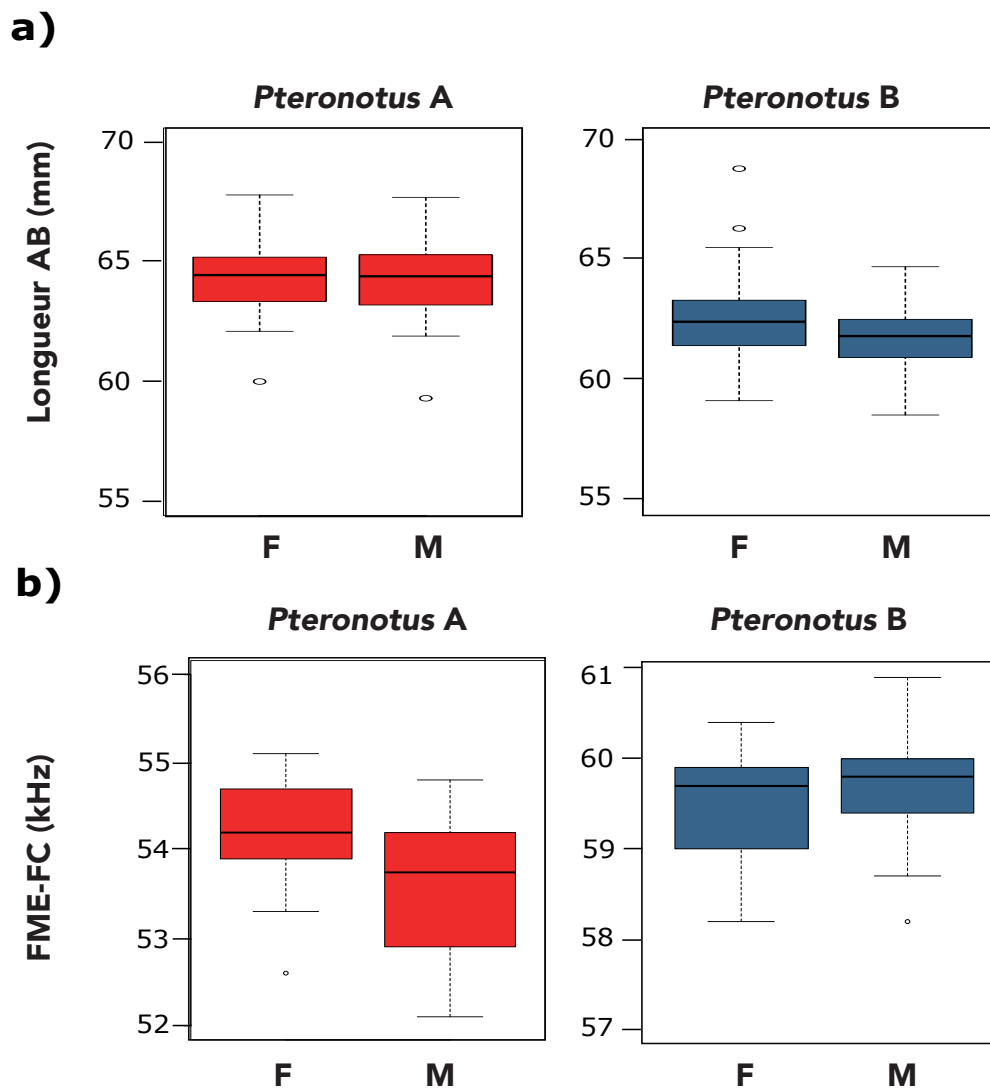 a)
Pteronotus A
Pteronotus B
Longueur AB (mm)
70
65
60
55
70
65
60
55
F
M
F
M
b)
Pteronotus A
Pteronotus B
FME-FC (kHz)
56
55
54
53
52
61
60
59
58
57
F
M
F
M